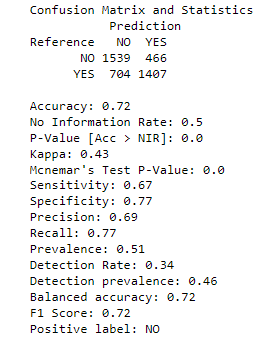 Confusion Matrix and Statistics
Prediction
Reference NO YES
NO 1539 466
YES 704 1407
Accuracy: 0.72
No Information Rate: 0.5
P-Value [Acc > NIR]: 0.0
Kappa: 0.43
Mcnemar's Test P-Value: 0.0
Sensitivity: 0.67
Specificity: 0.77
Precision: 0.69
Recall: 0.77
Prevalence: 0.51
Detection Rate: 0.34
Detection prevalence: 0.46
Balanced accuracy: 0.72
F1 Score: 0.72
Positive label: NO